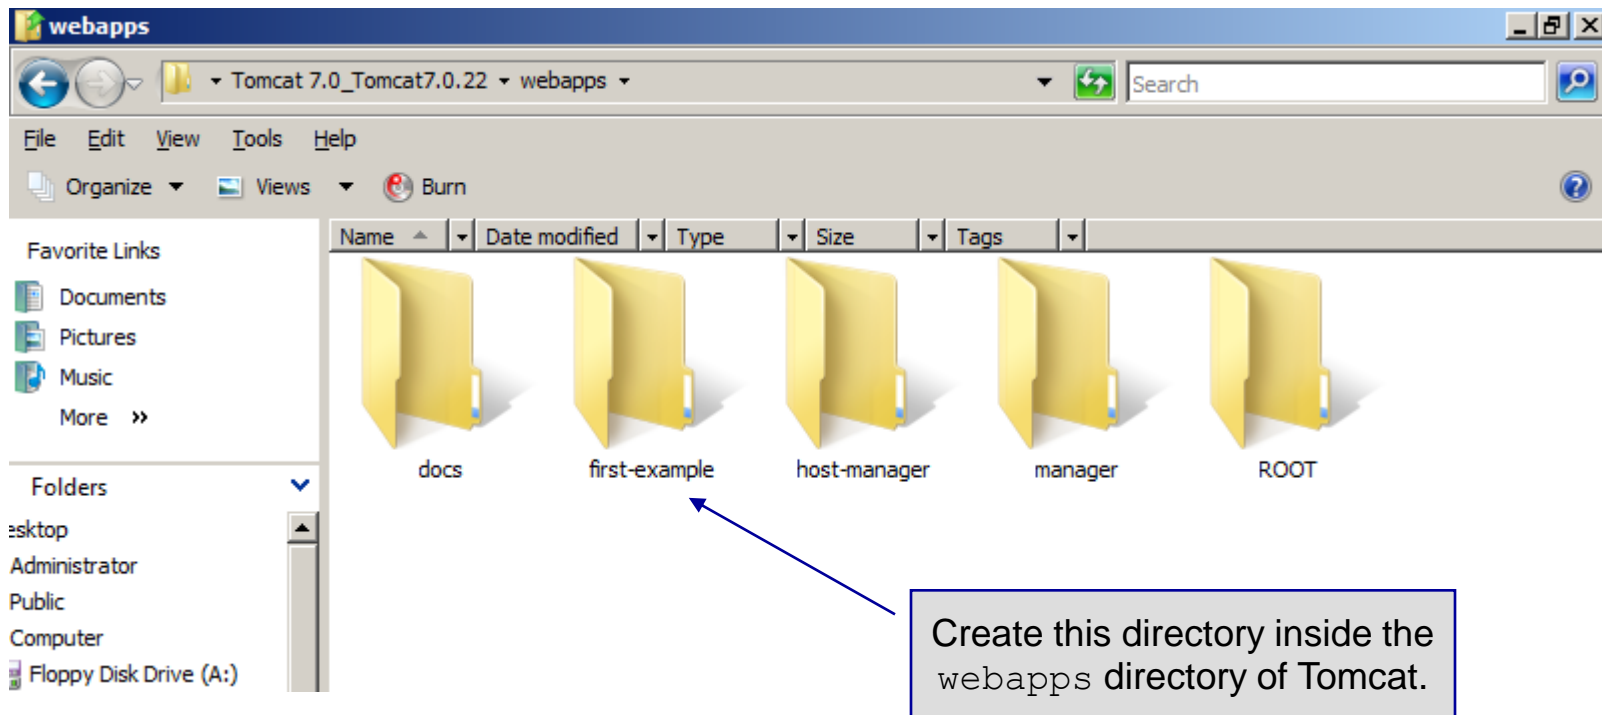 webapps
Tomcat 7.0_Tomcat7.0.22 webapps
Search
File Edit View Tools Help
Organize Views Burn
Name Date modified Type Size Tags
Favorite Links
Documents
Pictures
Music
More »
docs first-example host-manager manager ROOT
Folders
esktop
Administrator
Public
Computer
Floppy Disk Drive (A:)
Create this directory inside the
webapps directory of Tomcat.